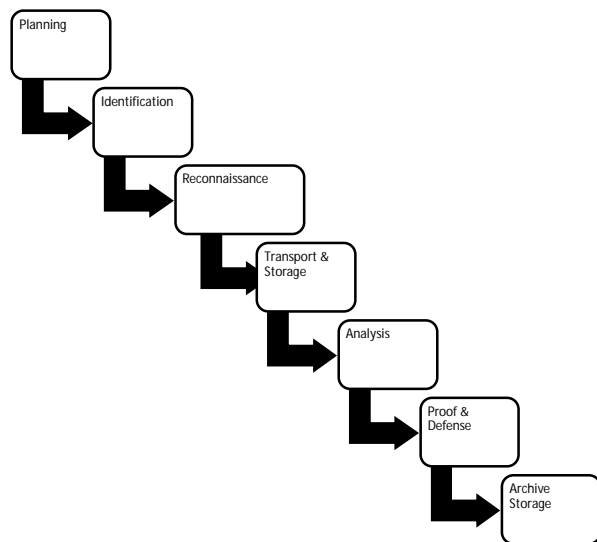 Planning
Identification
Reconnaissance
Transport &
Storage
Analysis
Proof &
Defense
Archive
Storage